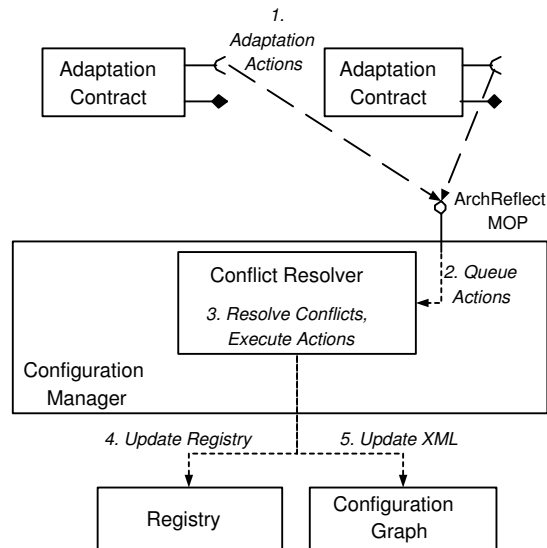 1.
Adaptation
Actions
Adaptation
Contract
Adaptation
Contract
ArchReflect
MOP
2. Queue
Actions
Conflict Resolver
3. Resolve Conflicts,
Execute Actions
Configuration
Manager
4. Update Registry
5. Update XML
Registry
Configuration
Graph